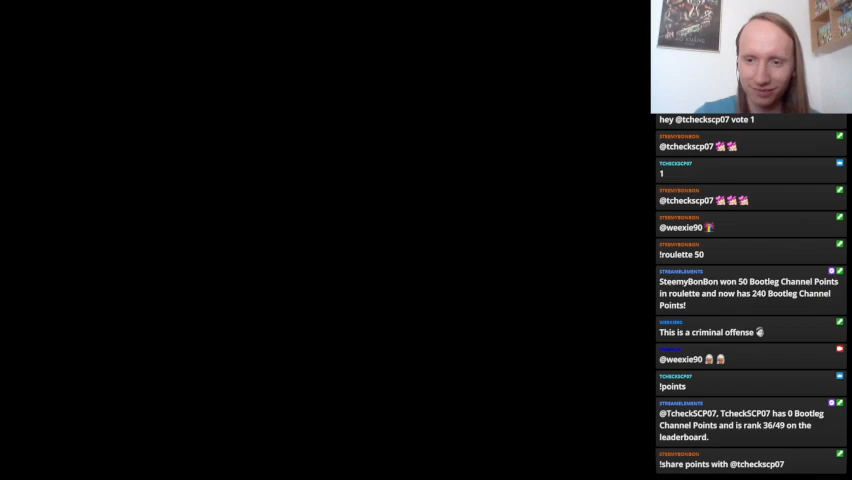 hey @tcheckscp07 vote 1
STEEMYBONBON
@tcheckscp07
TCHECKSCP07
1
STEEMYBONBON
@tcheckscp07
STEEMYBONBON
@weexie90
STEEMYBONBON
!roulette 50
STREAMELEMENTS
SteemyBonBon won 50 Bootleg Channel Points
in roulette and now has 240 Bootleg Channel
Points!
WEEXIE90
This is a criminal offense
@weexie90
TCHECKSCP07
!points
STREAMELEMENTS
@TcheckSCP07, TcheckSCP07 has 0 Bootleg
Channel Points and is rank 36/49 on the
leaderboard.
STEEMYBONBON
!share points with @tcheckscp07